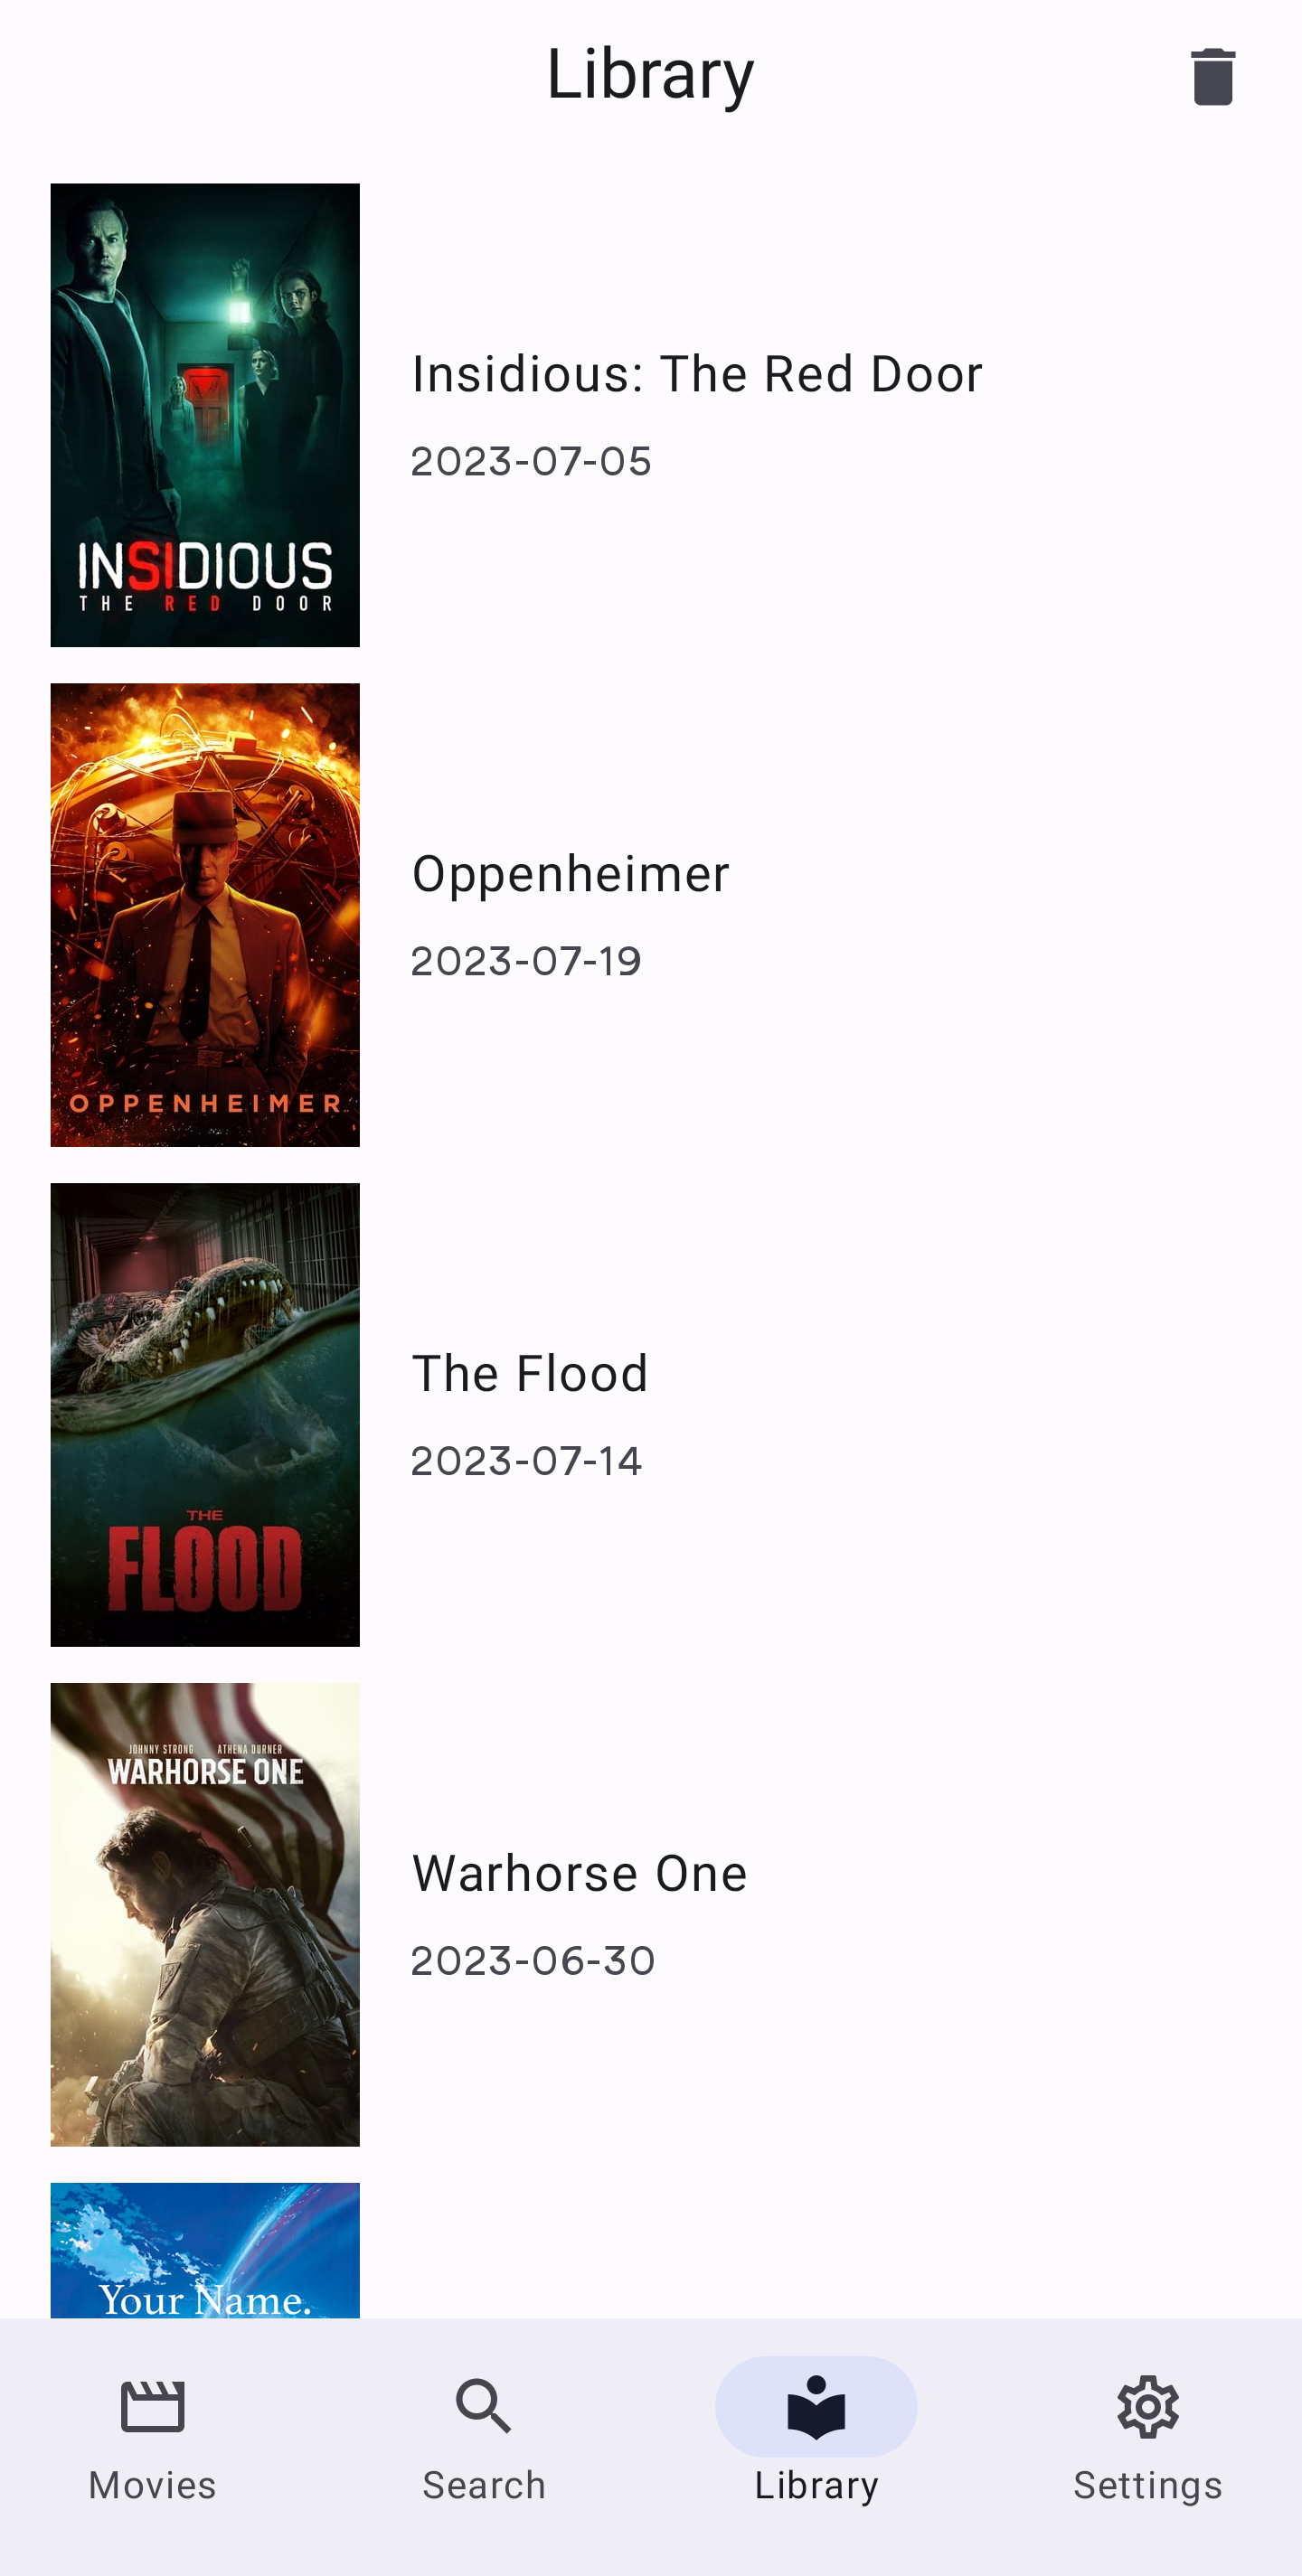 Library
INSIDIOUS
THE RED DOOR
Insidious: The Red Door
2023-07-05
OPPENHEIMER
Oppenheimer
2023-07-19
THE
FLOOD
The Flood
2023-07-14
JOHNNY STRONG ATHENA DURNER
WARHORSE ONE
Warhorse One
2023-06-30
Your Name.
Movies
Search
Library
Settings